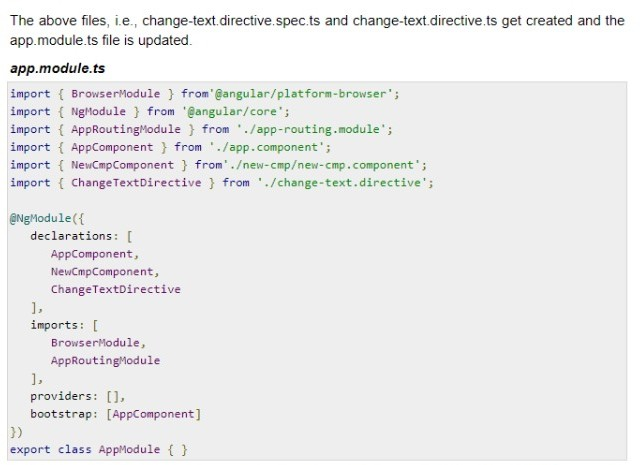 The above files, i.e., change-text.directive.spec.ts and change-text.directive.ts get created and the
app.module.ts file is updated.
app.module.ts
import { BrowserModule } from'@angular/platform-browser';
import { NgModule } from '@angular/core';
import { AppRoutingModule } from './app-routing.module';
import { AppComponent } from './app.component';
import { NewCmpComponent } from'./new-cmp/new-cmp.component';
import { ChangeTextDirective } from './change-text.directive';
@NgModule({
declarations: [
AppComponent,
NewCmpComponent,
ChangeTextDirective
],
imports: [
BrowserModule,
AppRoutingModule
],
providers: [],
bootstrap: [AppComponent]
})
export class AppModule { }